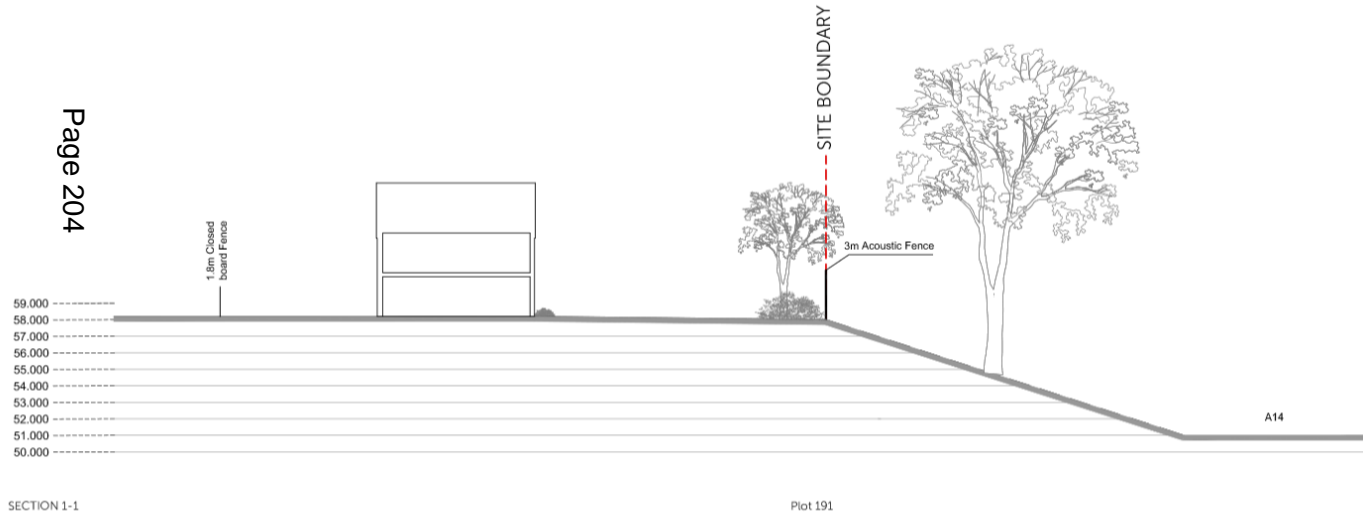 Page 204
SITE BOUNDARY
1.8m Closed
board Fence
3m Acoustic Fence
59.000
58.000
57.000
56.000
55.000
54.000
53.000
52.000
51.000
50.000
A14
SECTION 1-1
Plot 191